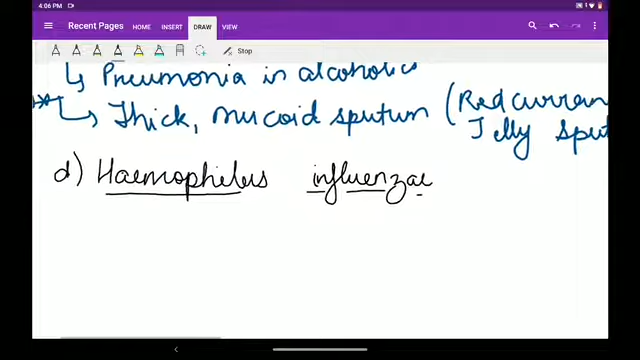 4:06 PM
Recent Pages HOME INSERT DRAW VIEW
Stop
↳ Pneumonia in alcoholics
↳ Thick, mucoid sputum (Red curran
Jelly Sput
d) Haemophilus influenzae